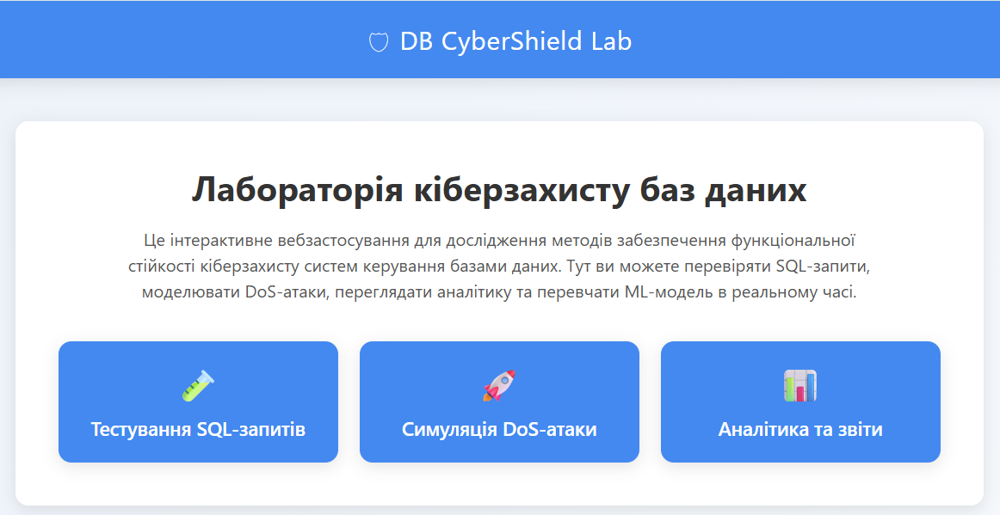 DB CyberShield Lab
Лабораторія кіберзахисту баз даних
Це інтерактивне вебзастосування для дослідження методів забезпечення функціональної
стійкості кіберзахисту систем керування базами даних. Тут ви можете перевіряти SQL-запити,
моделювати DoS-атаки, переглядати аналітику та перевчати ML-модель в реальному часі.
Тестування SQL-запитів
Симуляція DoS-атаки
Аналітика та звіти